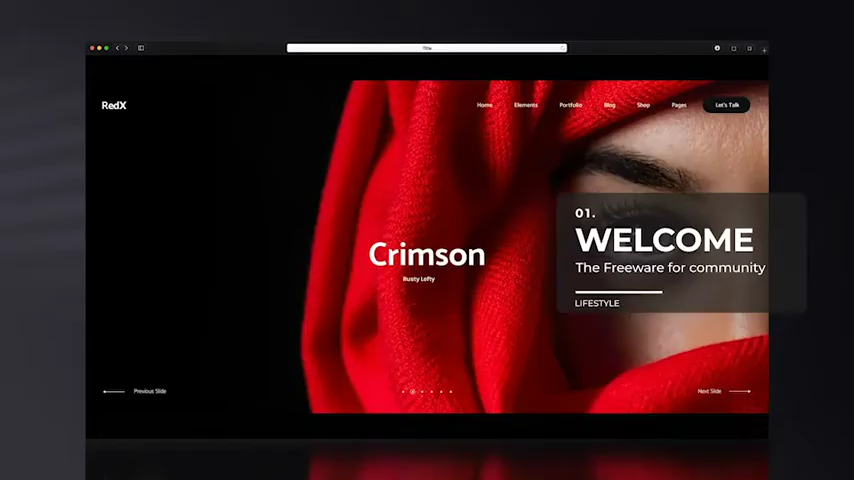 Title
RedX
Home
Elements
Portfolio
Blog
Shop
Pages
Let's Talk
01.
WELCOME
The Freeware for community
LIFESTYLE
Crimson
Rusty Lofty
Previous Slide
Next Slide